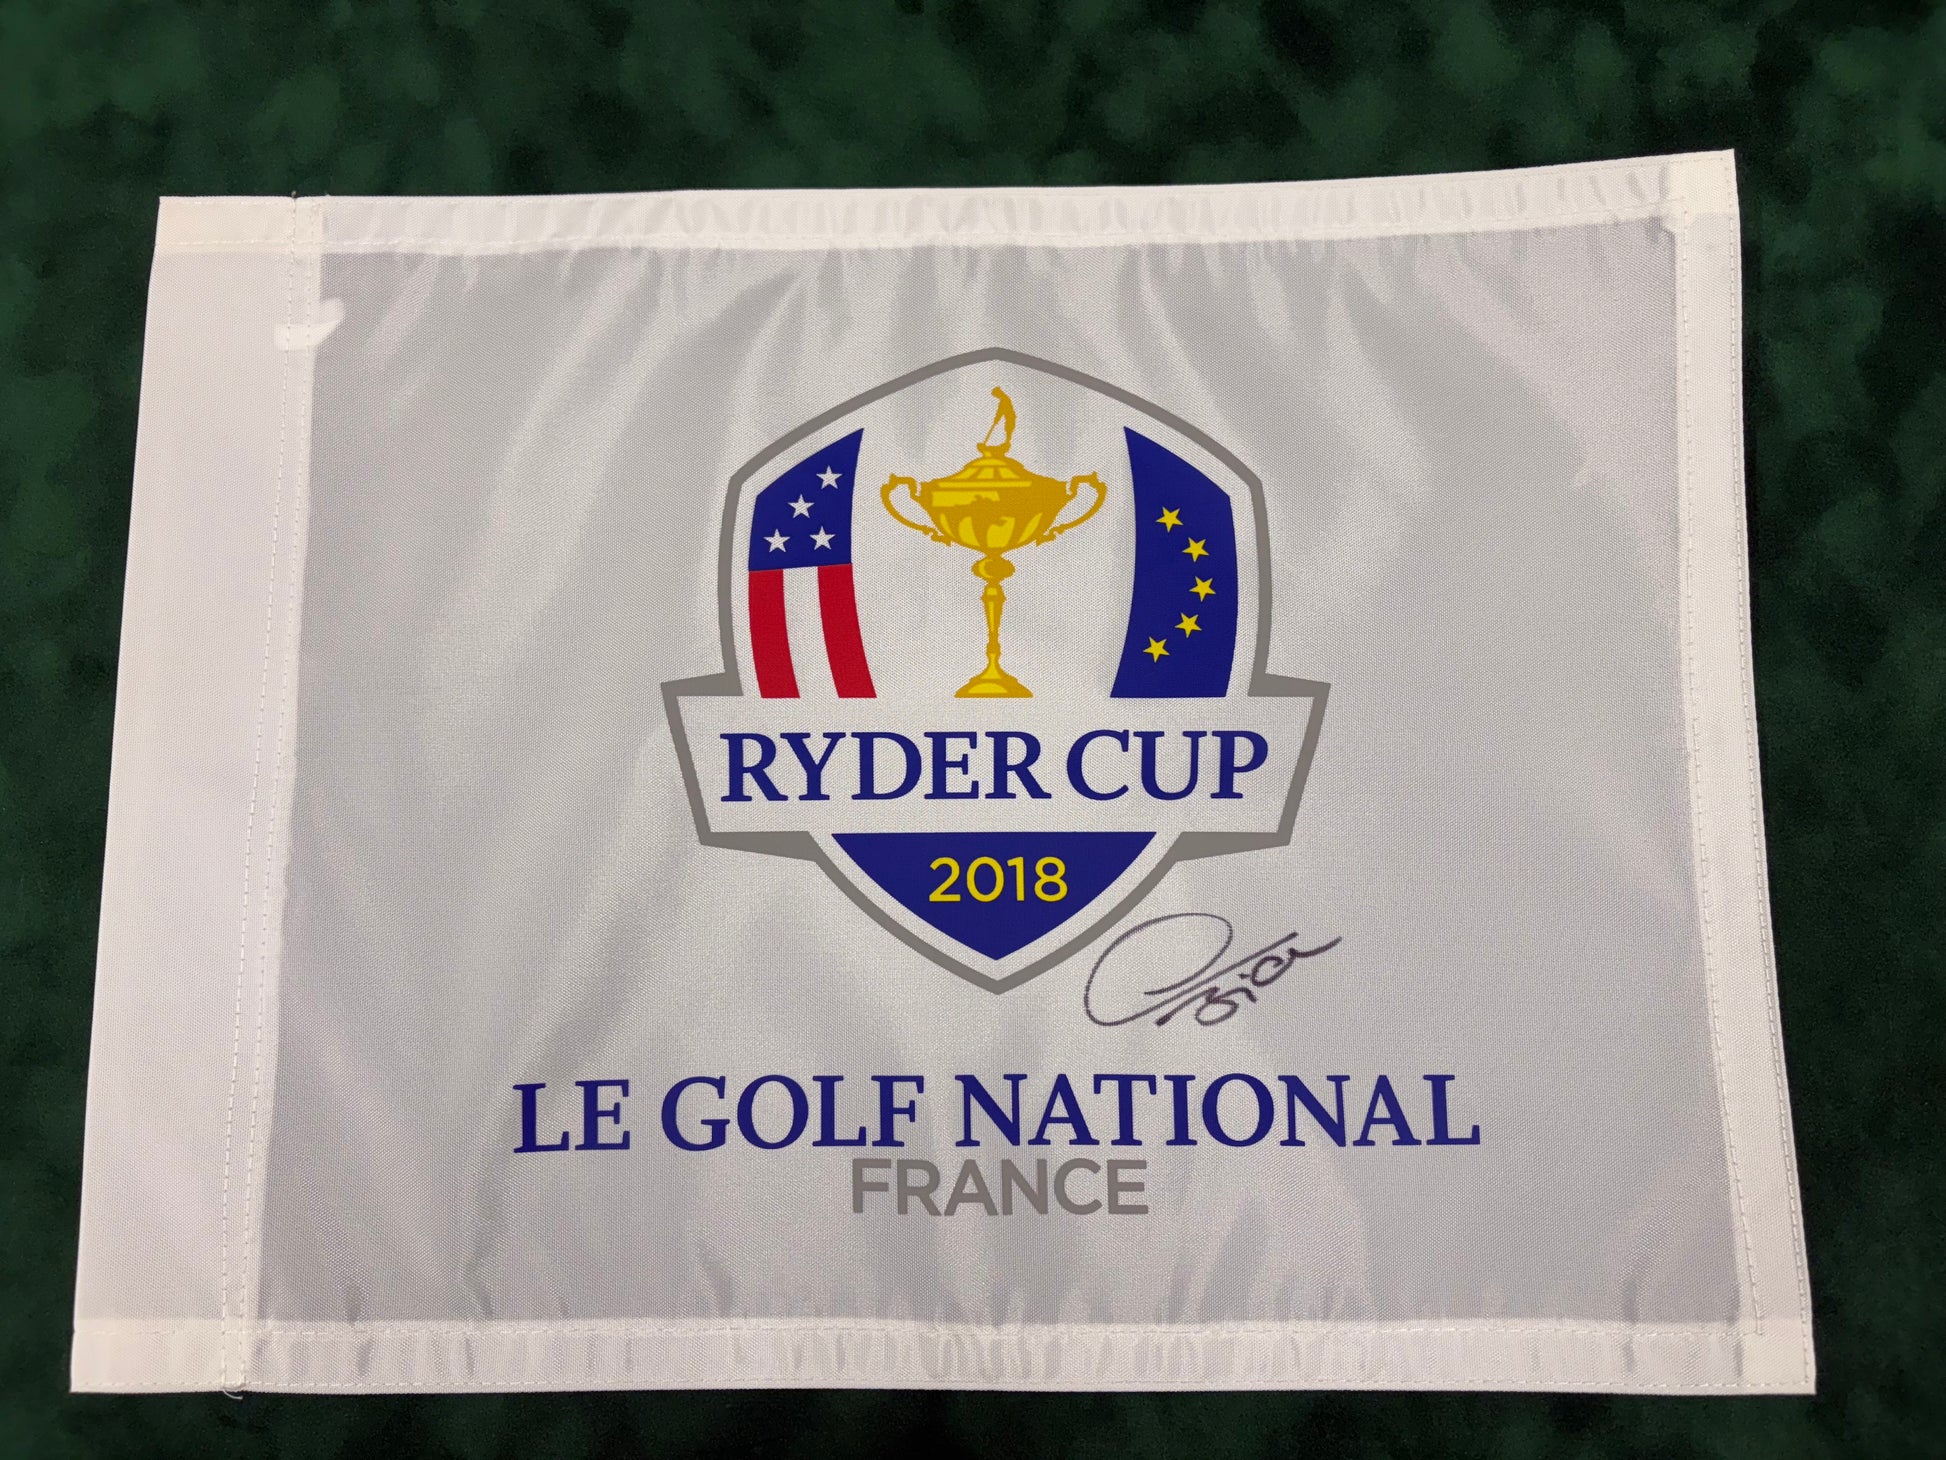 RYDER CUP
2018
LE GOLF NATIONAL
FRANCE